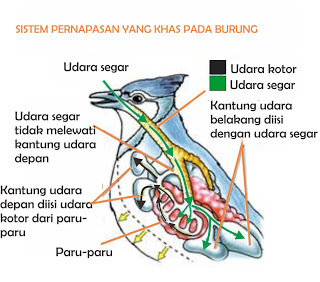 SISTEM PERNAPASAN YANG KHAS PADA BURUNG
Udara segar
Udara kotor
Udara segar
Udara segar
tidak melewati
kantung udara
depan
Kantung udara
belakang diisi
dengan udara segar
Kantung udara
depan diisi udara
kotor dari paru-
paru
Paru-paru